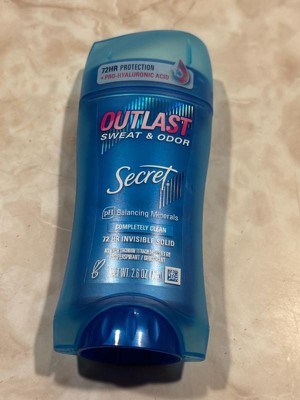 72HR PROTECTION
+ PRO-HYALURONIC ACID
OUTLAST
SWEAT & ODOR
Secret
pH Balancing Minerals
COMPLETELY CLEAN
72 HR INVISIBLE SOLID
NET WT. 2.6 OZ